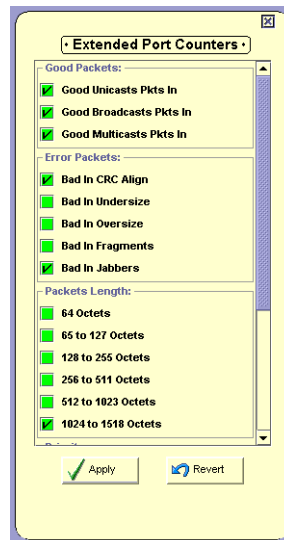 • Extended Port Counters •
Good Packets:
Good Unicasts Pkts In
Good Broadcasts Pkts In
Good Multicasts Pkts In
Error Packets:
Bad In CRC Align
Bad In Undersize
Bad In Oversize
Bad In Fragments
Bad In Jabbers
Packets Length:
64 Octets
65 to 127 Octets
128 to 255 Octets
256 to 511 Octets
512 to 1023 Octets
1024 to 1518 Octets
Apply Revert